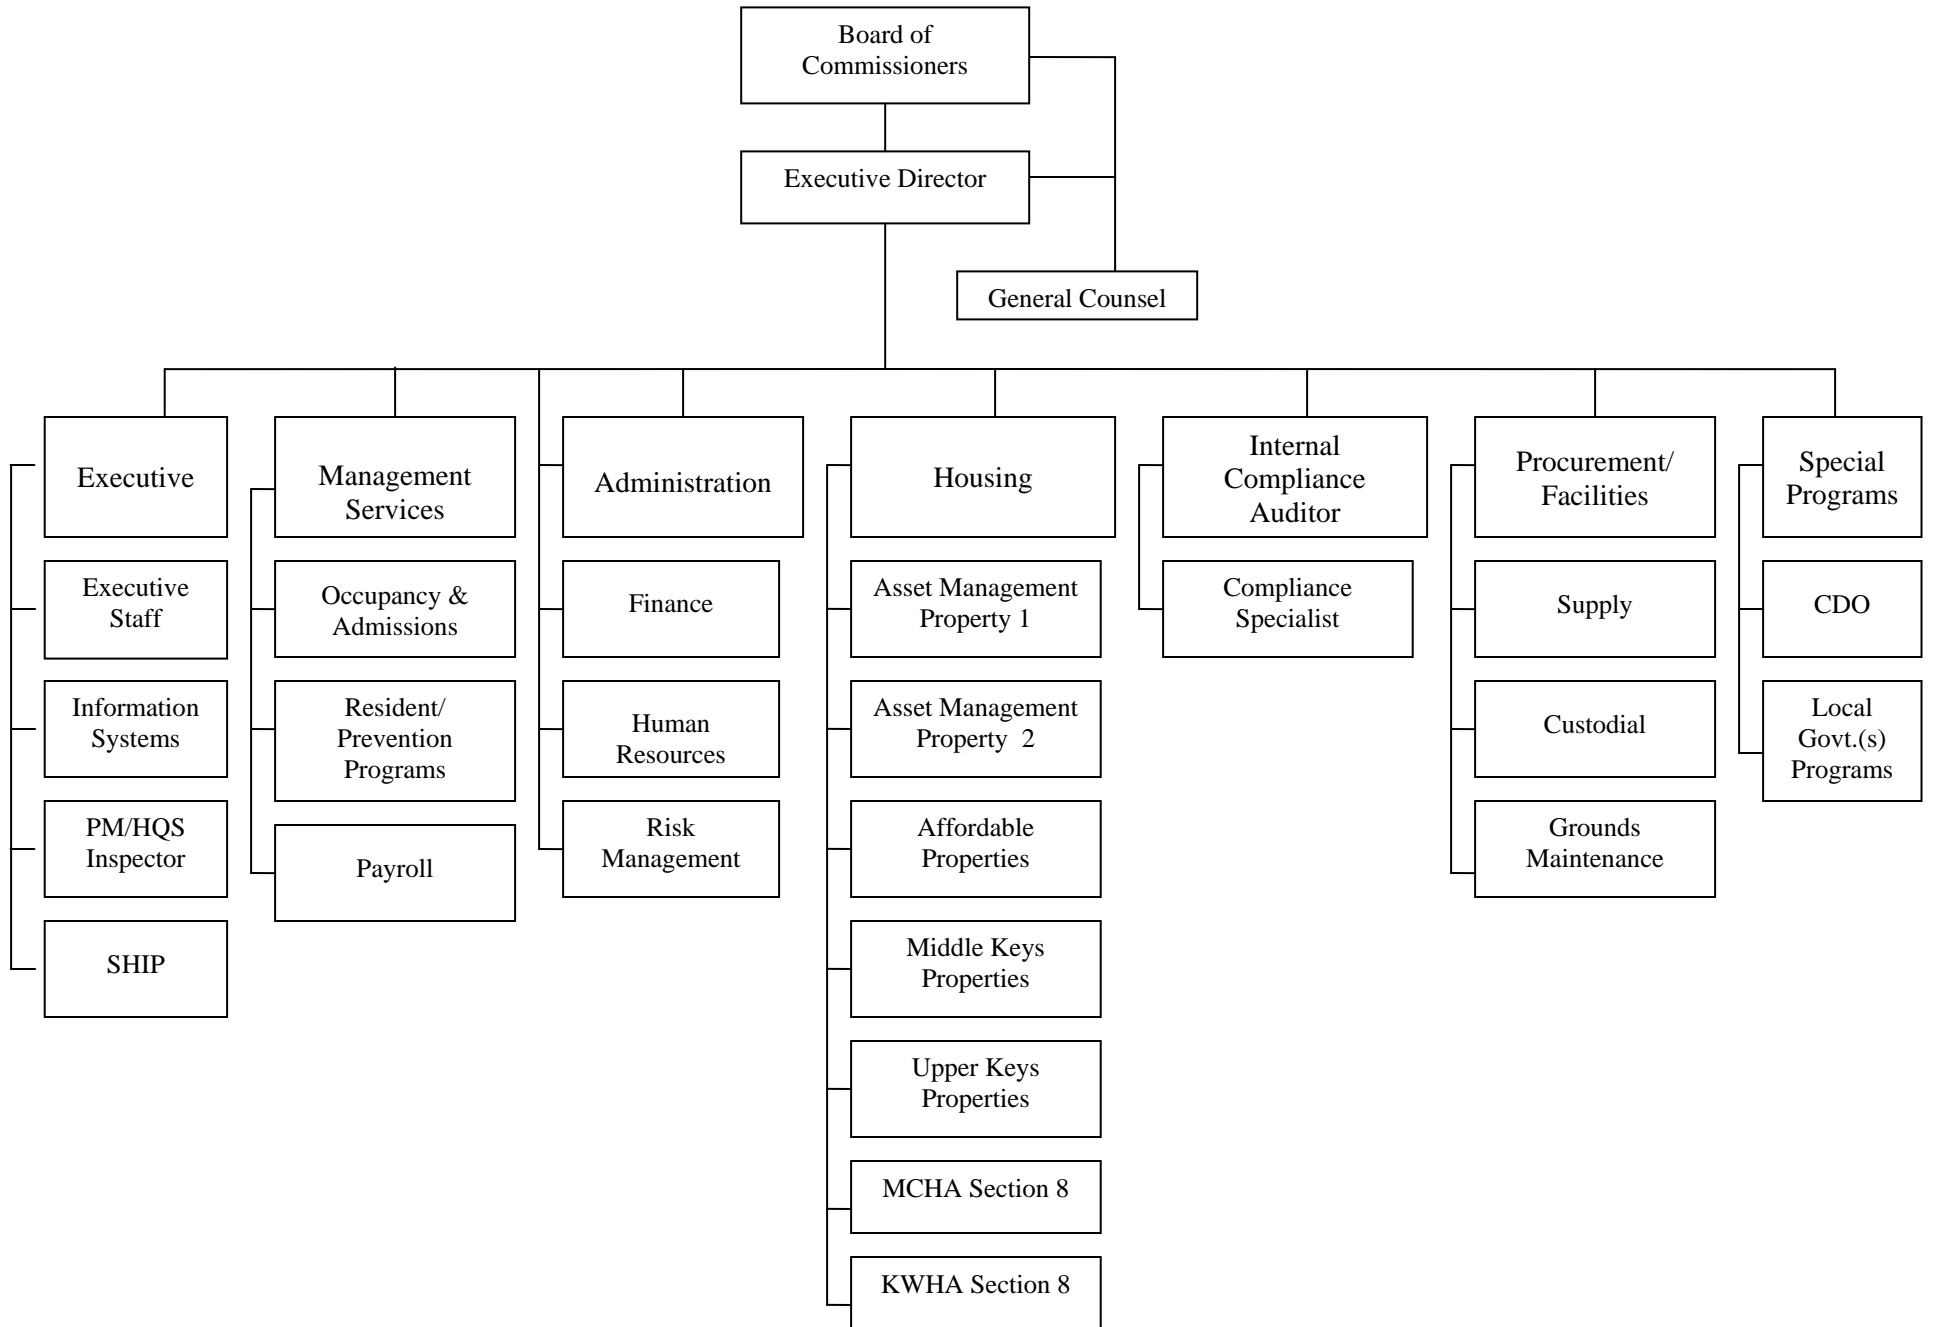 Board of
Commissioners
Executive Director
General Counsel
Executive
Management
Services
Administration
Housing
Internal
Compliance
Auditor
Procurement/
Facilities
Special
Programs
Executive
Staff
Occupancy &
Admissions
Finance
Asset Management
Property 1
Compliance
Specialist
Supply
CDO
Information
Systems
Resident/
Prevention
Programs
Human
Resources
Asset Management
Property 2
Custodial
Local
Govt.(s)
Programs
PM/HQS
Inspector
Payroll
Risk
Management
Affordable
Properties
Grounds
Maintenance
SHIP
Middle Keys
Properties
Upper Keys
Properties
MCHA Section 8
KWHA Section 8